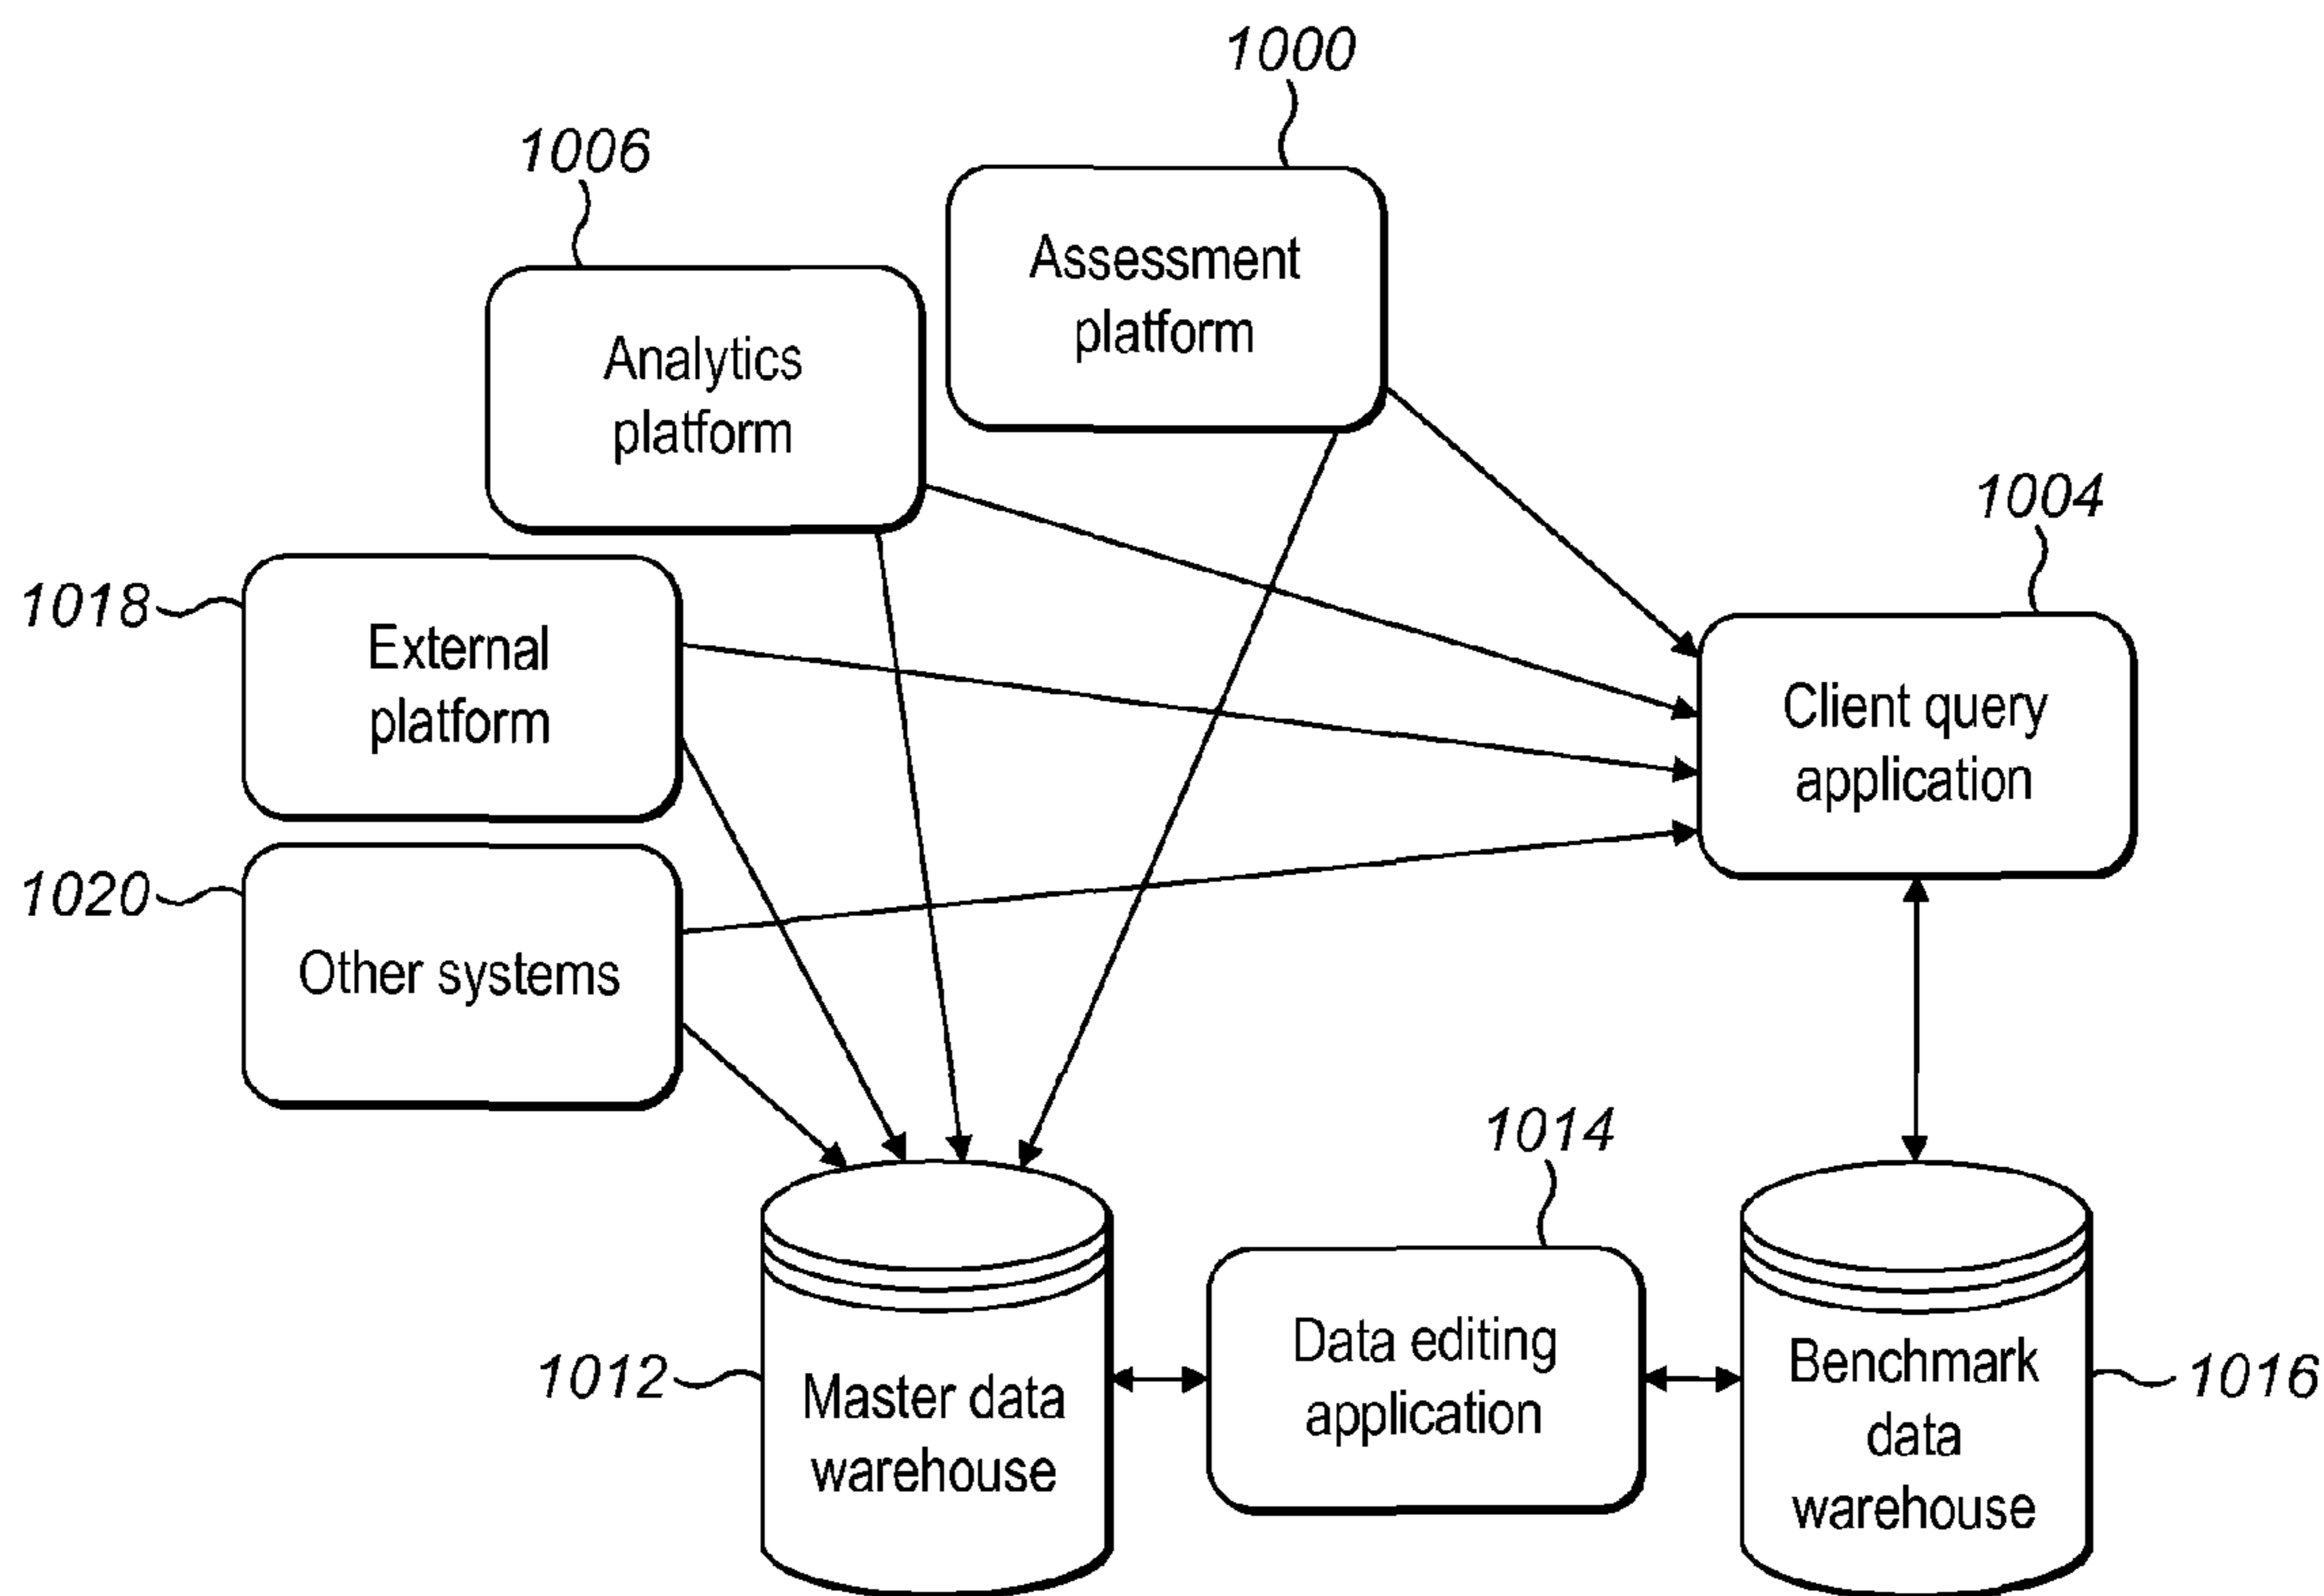 1000
1006
Assessment
platform
Analytics
platform
1004
1018
External
platform
Client query
application
1020
Other systems
1014
Data editing
application
1012
Master data
warehouse
Benchmark
data
warehouse
1016